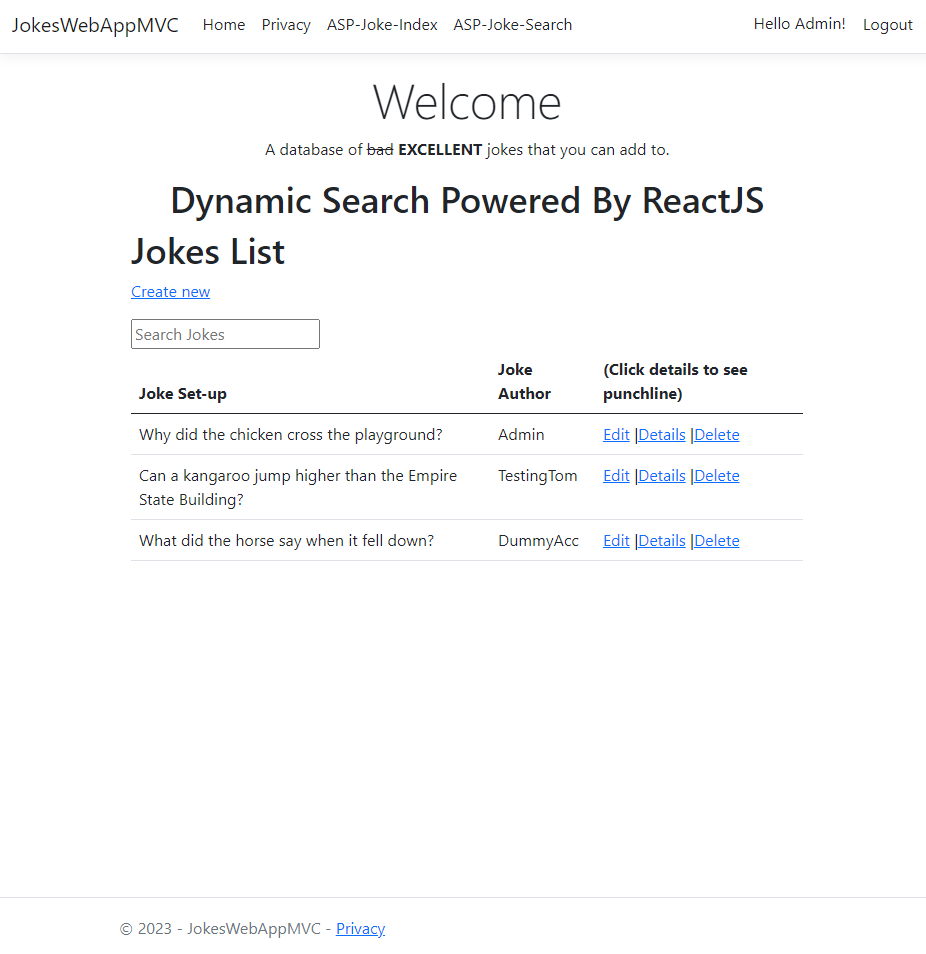 JokesWebAppMVC Home Privacy ASP-Joke-Index ASP-Joke-Search Hello Admin! Logout
Welcome
A database of bad EXCELLENT jokes that you can add to.
Dynamic Search Powered By ReactJS
Jokes List
Create new
Search Jokes
Joke Set-up
Joke
Author
(Click details to see
punchline)
Why did the chicken cross the playground? Admin Edit |Details |Delete
Can a kangaroo jump higher than the Empire
State Building?
TestingTom Edit |Details |Delete
What did the horse say when it fell down? DummyAcc Edit |Details |Delete
© 2023 - JokesWebAppMVC - Privacy